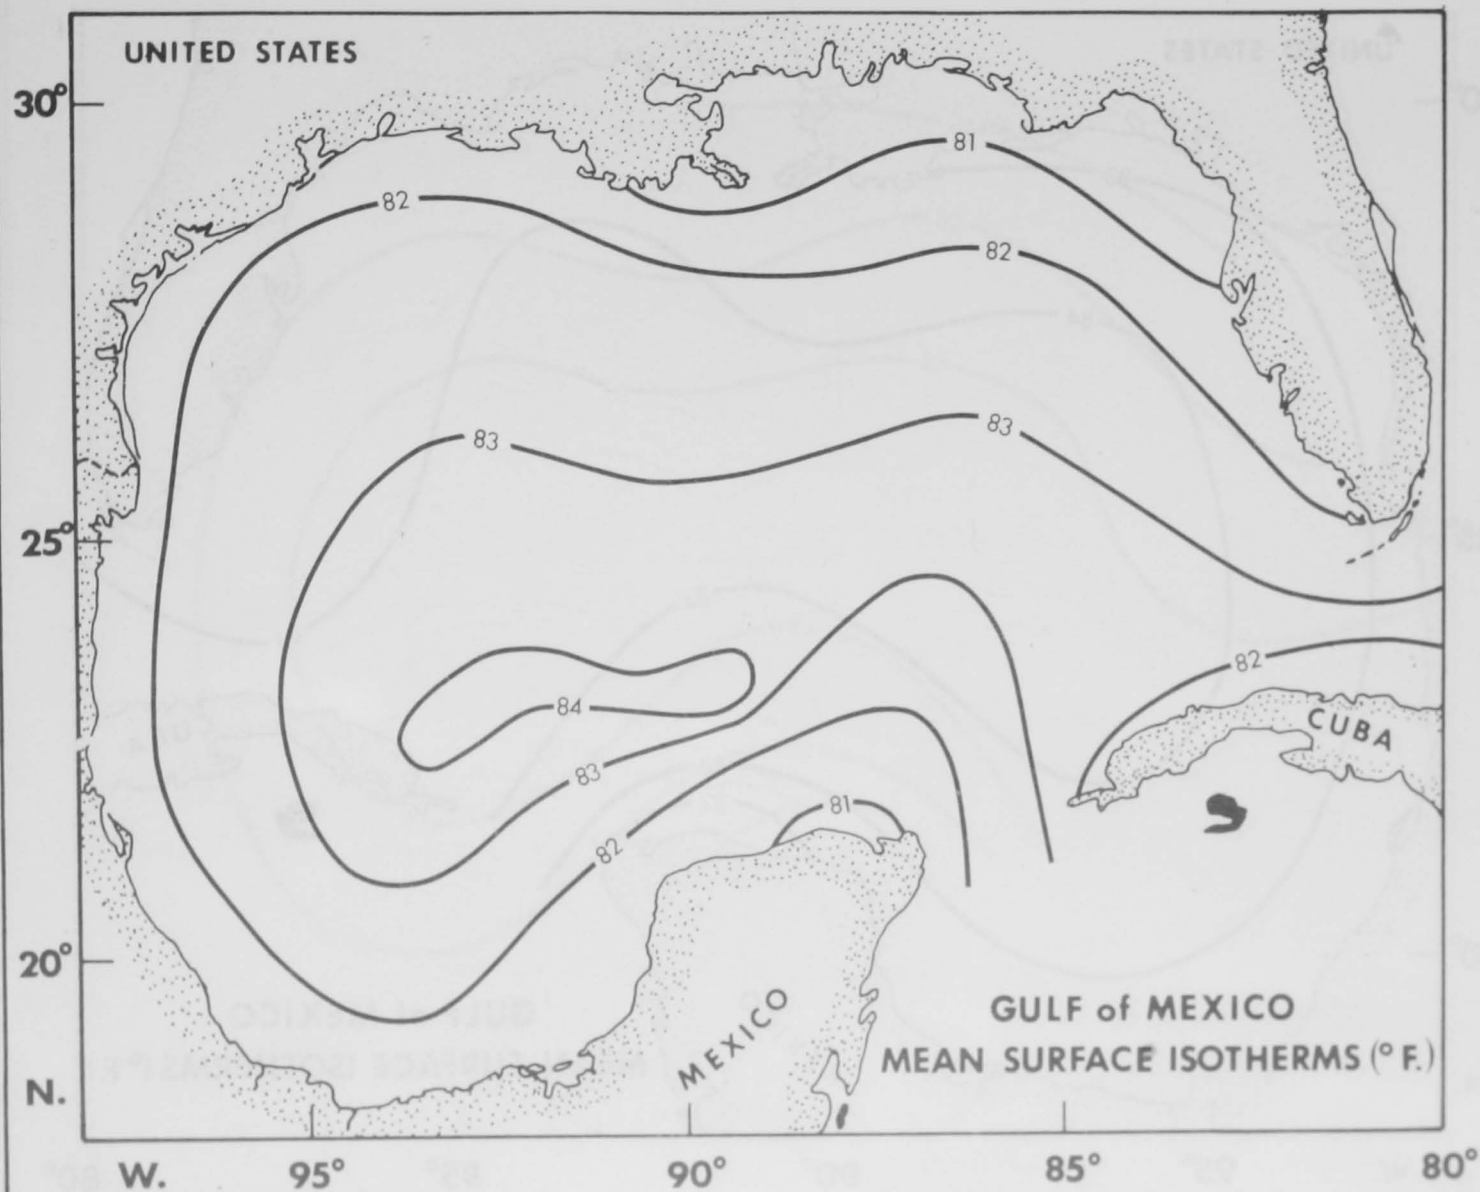 UNITED STATES
30°
81
82
82
83
83
25°
82
84
CUBA
83
81
82
20°
MEXICO
GULF of MEXICO
MEAN SURFACE ISOTHERMS (° F.)
N.
W. 95° 90° 85° 80°